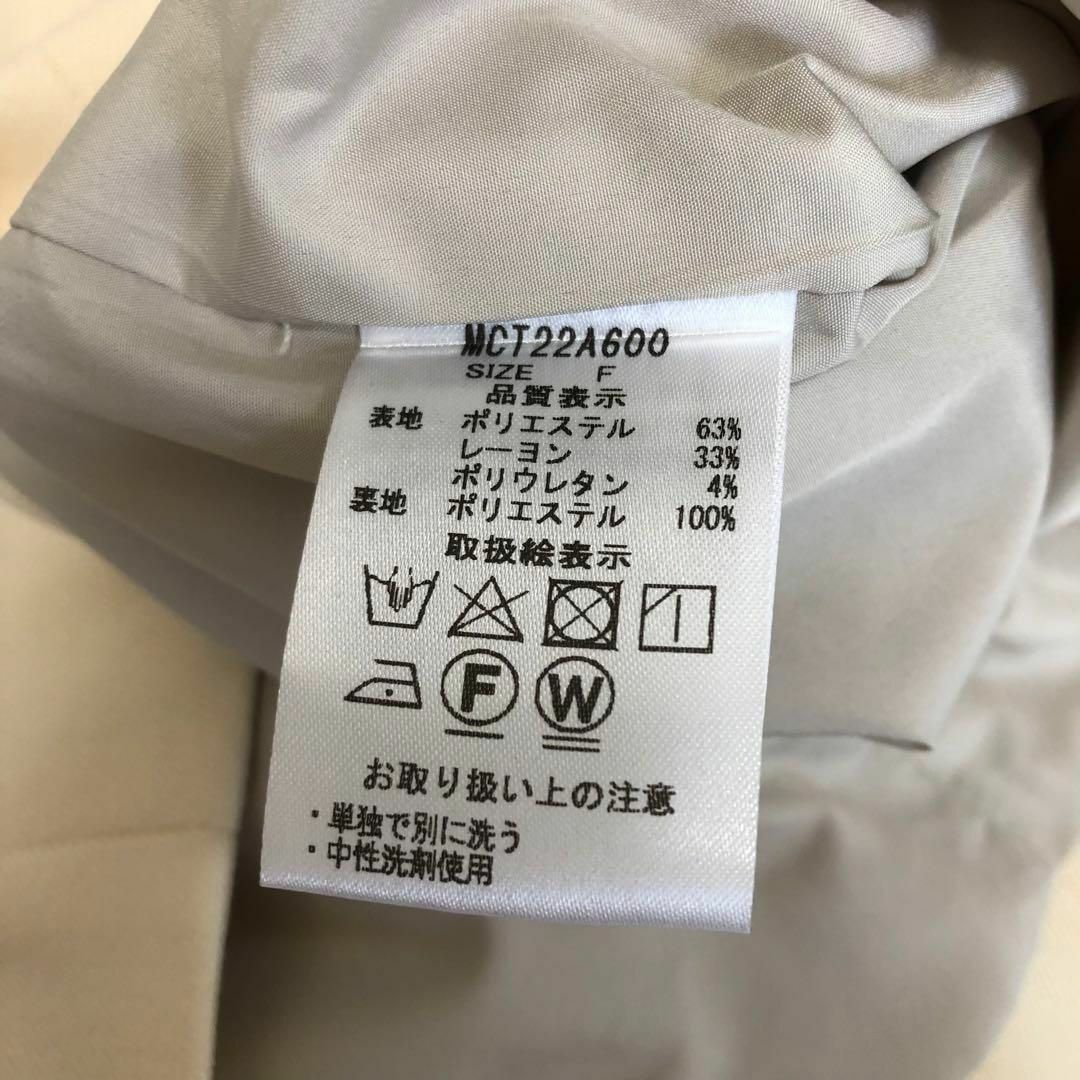 MCT22A600
SIZE F
品質表示
表地 ポリエステル 63%
レーヨン 33%
ポリウレタン 4%
裏地 ポリエステル 100%
取扱絵表示
F W
お取り扱い上の注意
・単独で別に洗う
・中性洗剤使用